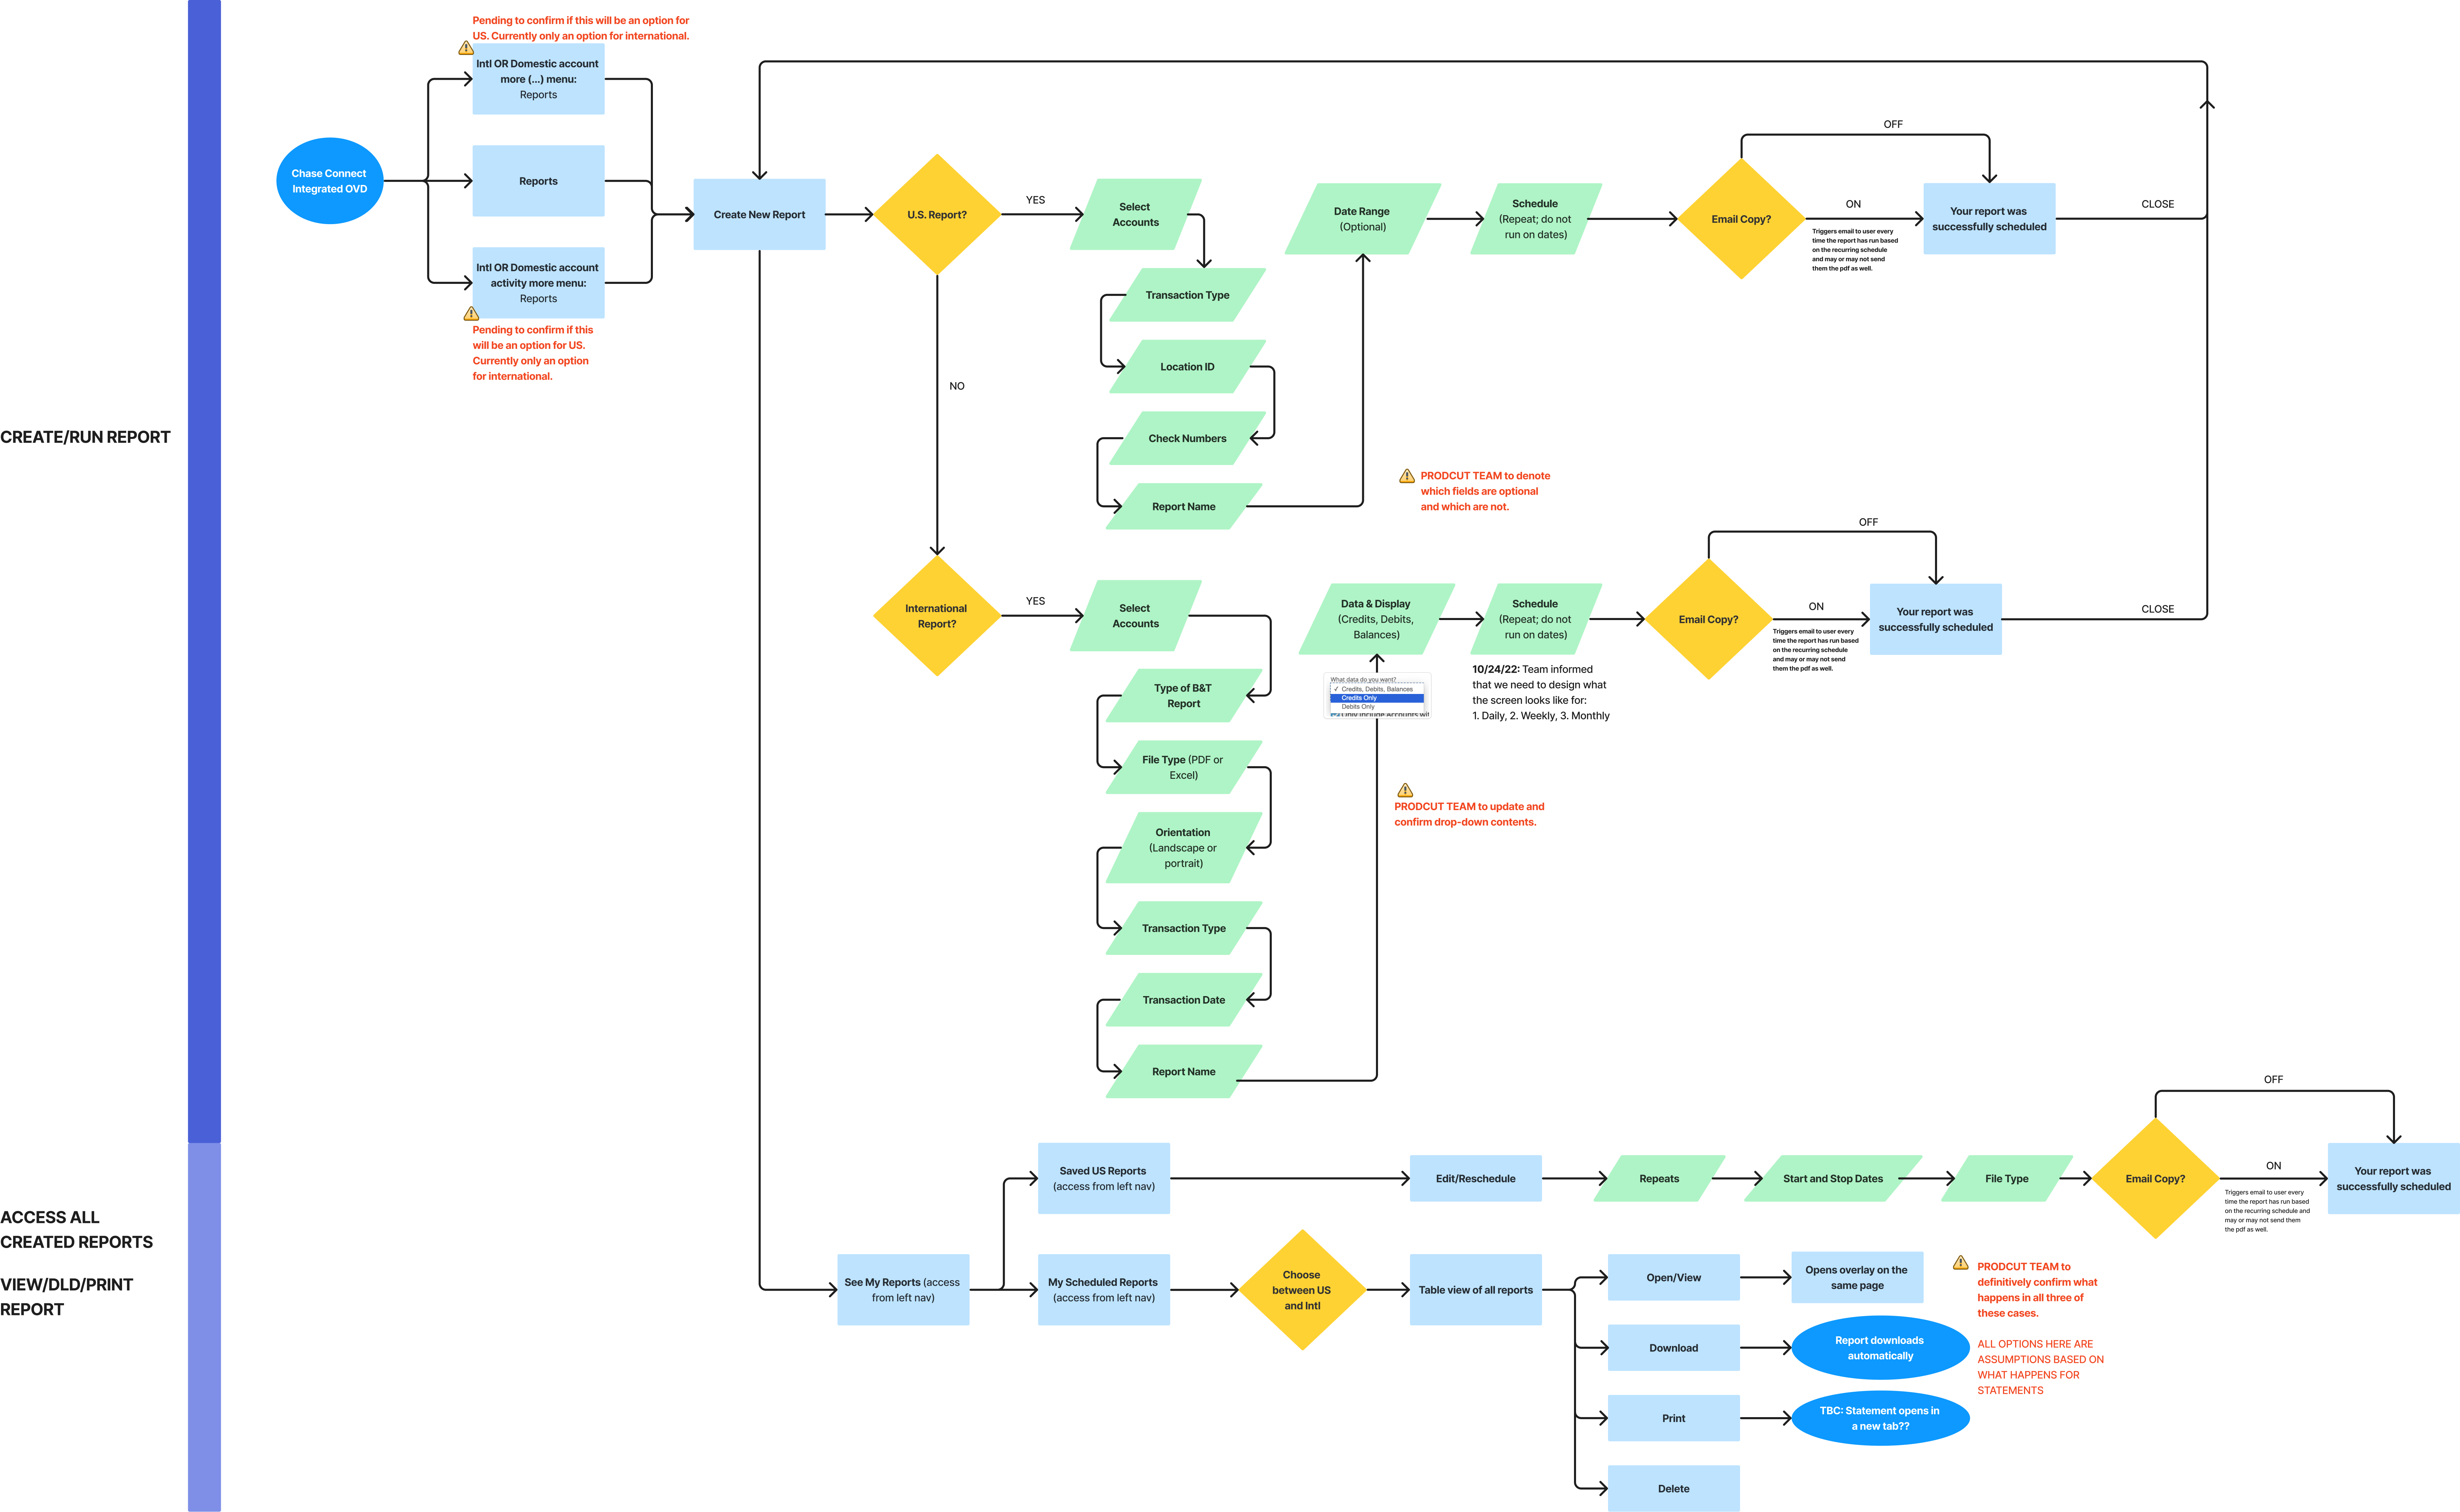 Pending to confirm if this will be an option for
US. Currently only an option for international.
Intl OR Domestic account
more (...) menu:
Reports
Chase Connect
Integrated OVD
Reports
Intl OR Domestic account
activity more menu:
Reports
Pending to confirm if this
will be an option for US.
Currently only an option
for international.
CREATE/RUN REPORT
Create New Report
U.S. Report?
YES
NO
Select
Accounts
Transaction Type
Location ID
Check Numbers
Report Name
Date Range
(Optional)
Schedule
(Repeat; do not
run on dates)
Email Copy?
OFF
ON
Triggers email to user every
time the report has run based
on the recurring schedule
and may or may not send
them the pdf as well.
Your report was
successfully scheduled
CLOSE
PRODCUT TEAM to denote
which fields are optional
and which are not.
International
Report?
YES
Select
Accounts
Type of B&T
Report
File Type (PDF or
Excel)
Orientation
(Landscape or
portrait)
Transaction Type
Transaction Date
Report Name
Data & Display
(Credits, Debits,
Balances)
What data do you want?
✓ Credits, Debits, Balances
Credits Only
Debits Only
Only include Accounts wit
Schedule
(Repeat; do not
run on dates)
10/24/22: Team informed
that we need to design what
the screen looks like for:
1. Daily, 2. Weekly, 3. Monthly
PRODCUT TEAM to update and
confirm drop-down contents.
Email Copy?
OFF
ON
Triggers email to user every
time the report has run based
on the recurring schedule
and may or may not send
them the pdf as well.
Your report was
successfully scheduled
CLOSE
ACCESS ALL
CREATED REPORTS
VIEW/DLD/PRINT
REPORT
See My Reports (access
from left nav)
Saved US Reports
(access from left nav)
Edit/Reschedule
Repeats
Start and Stop Dates
File Type
Email Copy?
OFF
ON
Triggers email to user every
time the report has run based
on the recurring schedule and
may or may not send them
the pdf as well.
Your report was
successfully scheduled
My Scheduled Reports
(access from left nav)
Choose
between US
and Intl
Table view of all reports
Open/View
Opens overlay on the
same page
Download
Report downloads
automatically
Print
TBC: Statement opens in
a new tab??
Delete
PRODCUT TEAM to
definitively confirm what
happens in all three of
these cases.
ALL OPTIONS HERE ARE
ASSUMPTIONS BASED ON
WHAT HAPPENS FOR
STATEMENTS